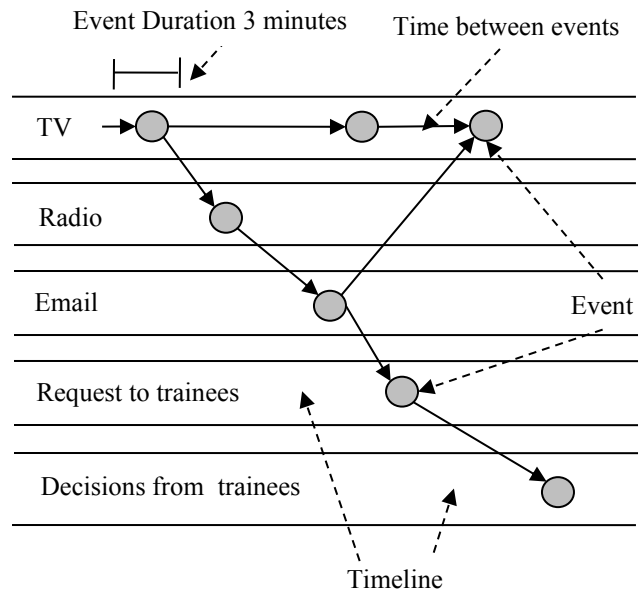 Event Duration 3 minutes
Time between events
TV
Radio
Email
Event
Request to trainees
Decisions from trainees
Timeline